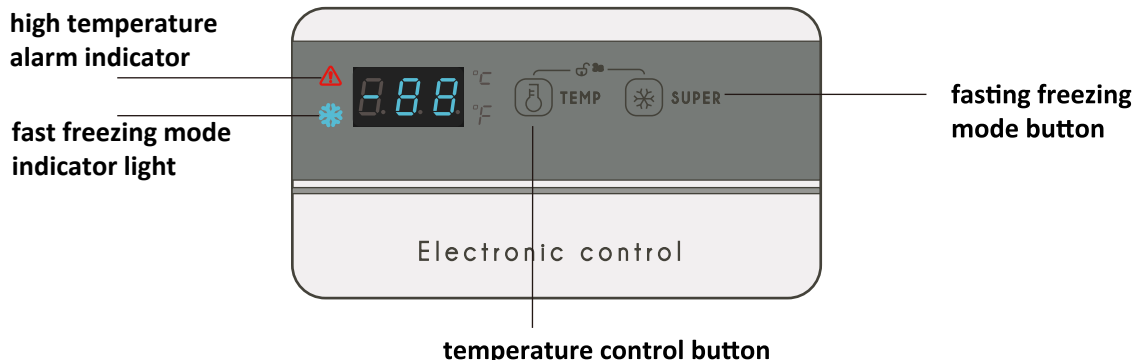 high temperature
alarm indicator
fast freezing mode
indicator light
-88
°C
°F
TEMP
SUPER
fasting freezing
mode button
Electronic control
temperature control button